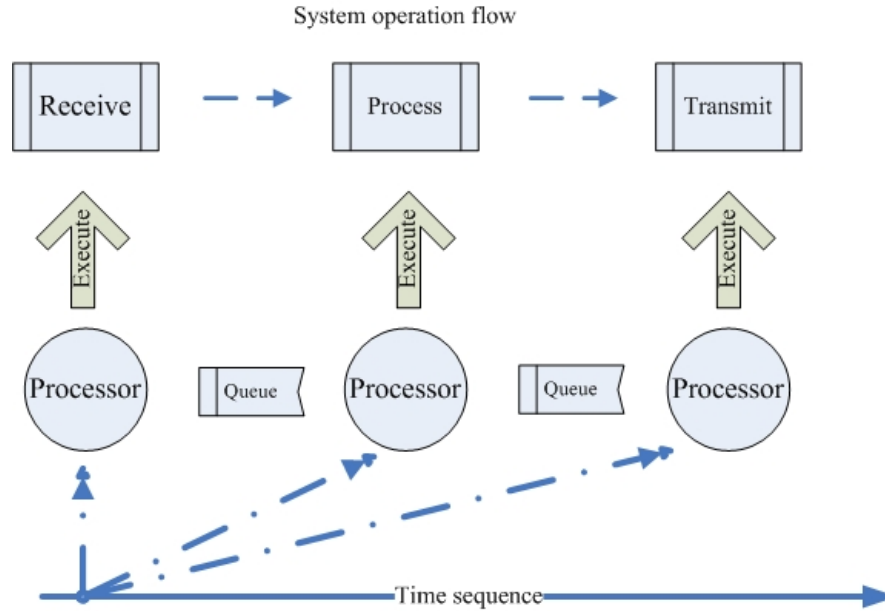 System operation flow
Receive
Process
Transmit
Execute
Execute
Execute
Processor
Queue
Processor
Queue
Processor
Time sequence